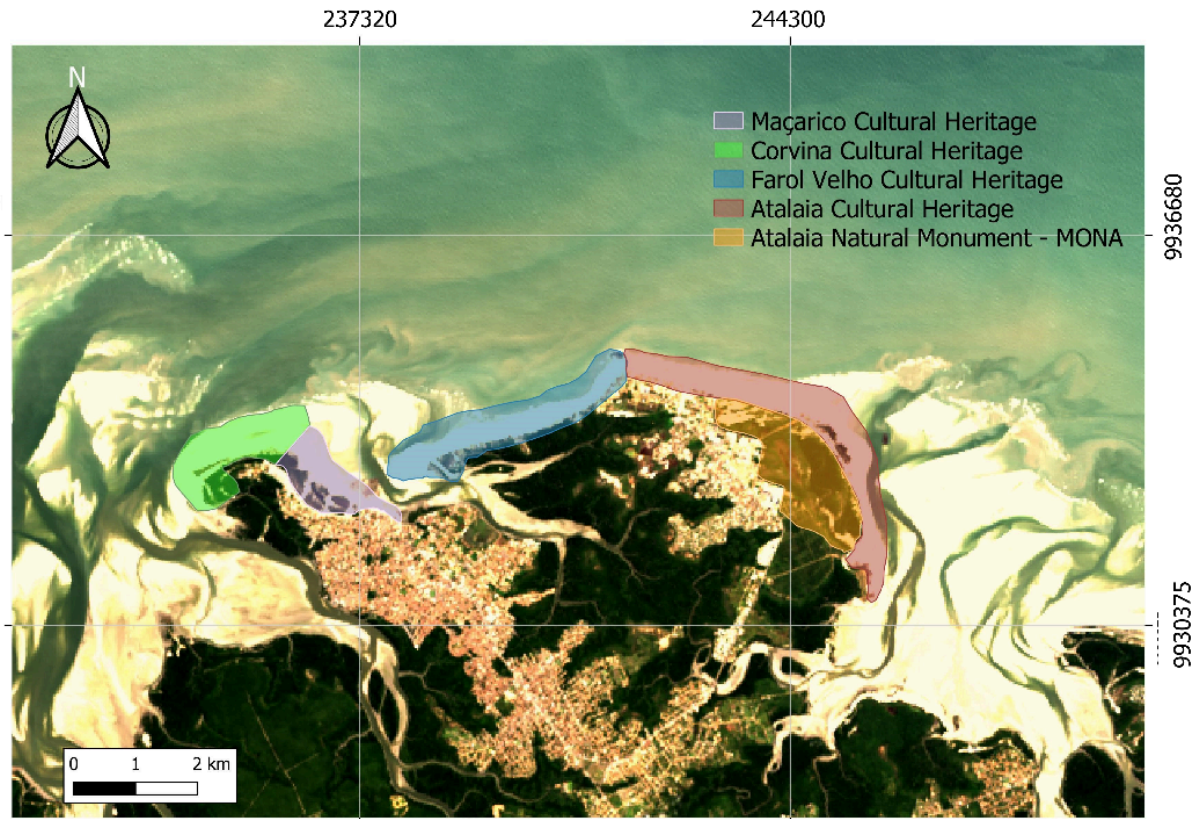 237320
244300
N
Maçarico Cultural Heritage
Corvina Cultural Heritage
Farol Velho Cultural Heritage
Atalaia Cultural Heritage
Atalaia Natural Monument - MONA
9936680
9930375
0 1 2 km